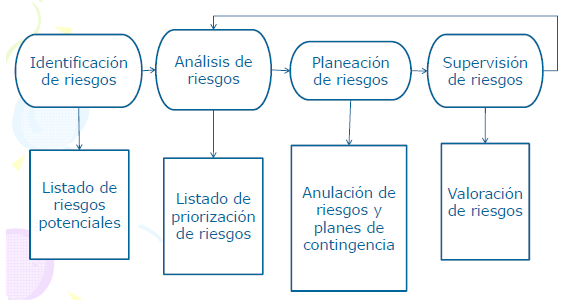 Identificación
de riesgos
Análisis de
riesgos
Planeación
de riesgos
Supervisión
de riesgos
Listado de
riesgos
potenciales
Listado de
priorización
de riesgos
Anulación de
riesgos y
planes de
contingencia
Valoración
de riesgos